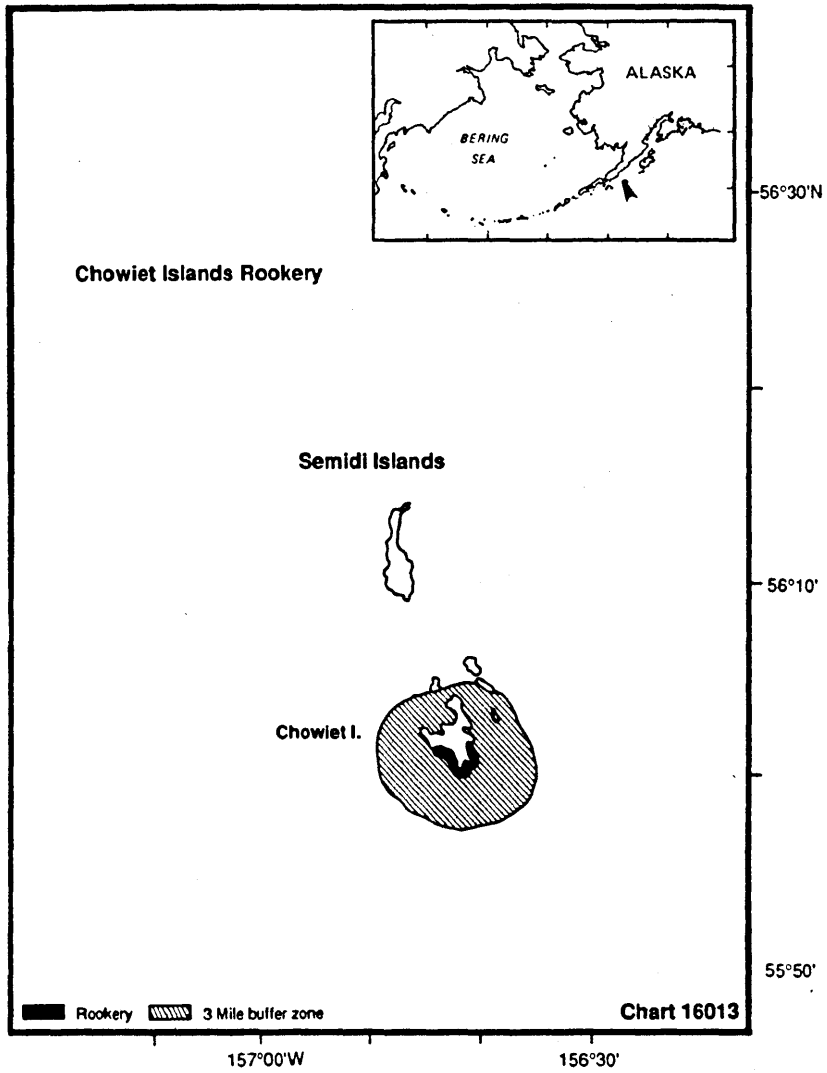 ALASKA
BERING
SEA
56°30'N
Chowiet Islands Rookery
Semidi Islands
56°10'
Chowiet I.
55°50'
Rookery
3 Mile buffer zone
Chart 16013
157°00'W
156°30'